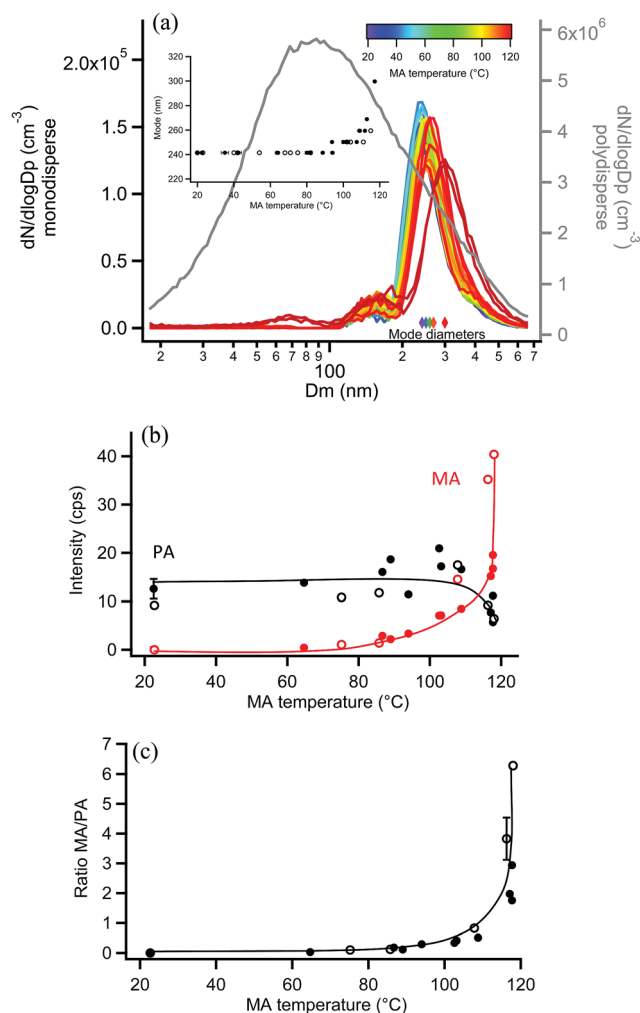 (a)
20 40 60 80 100 120
MA temperature (°C)
6x10⁶
5
4
3
2
1
0
dN/dlogDp (cm⁻³)
polydisperse
2.0x10⁵
1.5
1.0
0.5
0.0
dN/dlogDp (cm⁻³)
monodisperse
320
300
280
260
240
220
Mode (nm)
20 40 60 80 100 120
MA temperature (°C)
Mode diameters
2 3 4 5 6 7 8 9 100 2 3 4 5 6 7
Dm (nm)
(b)
40
30
20
10
0
Intensity (cps)
MA
PA
20 40 60 80 100 120
MA temperature (°C)
(c)
7
6
5
4
3
2
1
0
Ratio MA/PA
20 40 60 80 100 120
MA temperature (°C)